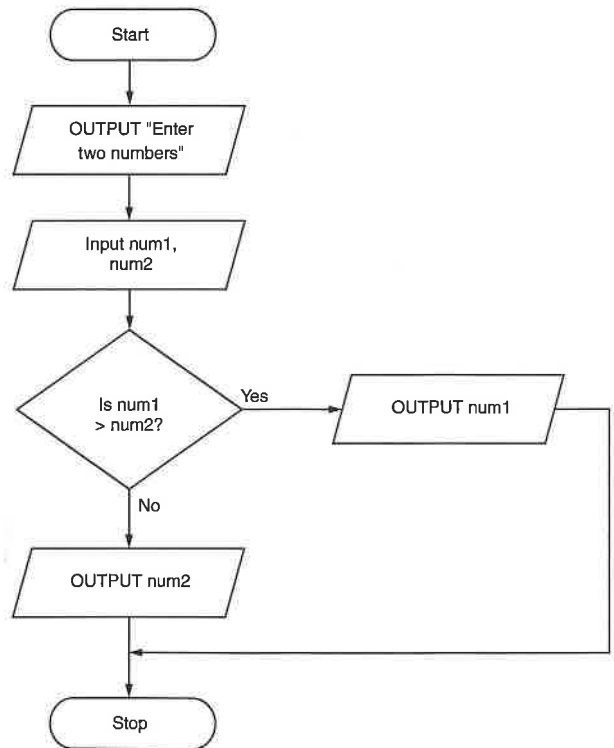 Start
OUTPUT "Enter
two numbers"
Input num1,
num2
Is num1
> num2?
Yes
OUTPUT num1
No
OUTPUT num2
Stop